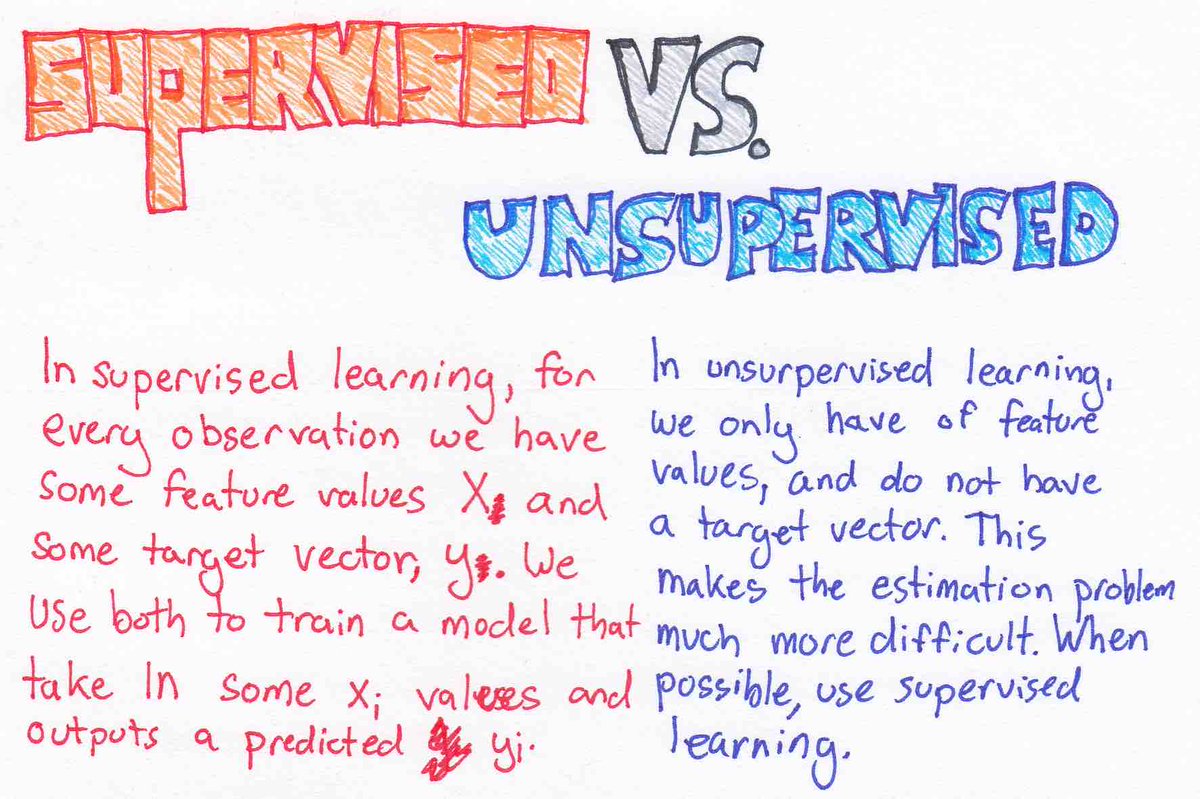 SUPERVISED VS.
UNSUPERVISED
In supervised learning, for
every observation we have
some feature values X and
some target vector, y. We
use both to train a model that
take in some xi values and
outputs a predicted yi.
In unsurpervised learning,
we only have of feature
values, and do not have
a target vector. This
makes the estimation problem
much more difficult. When
possible, use supervised
learning.